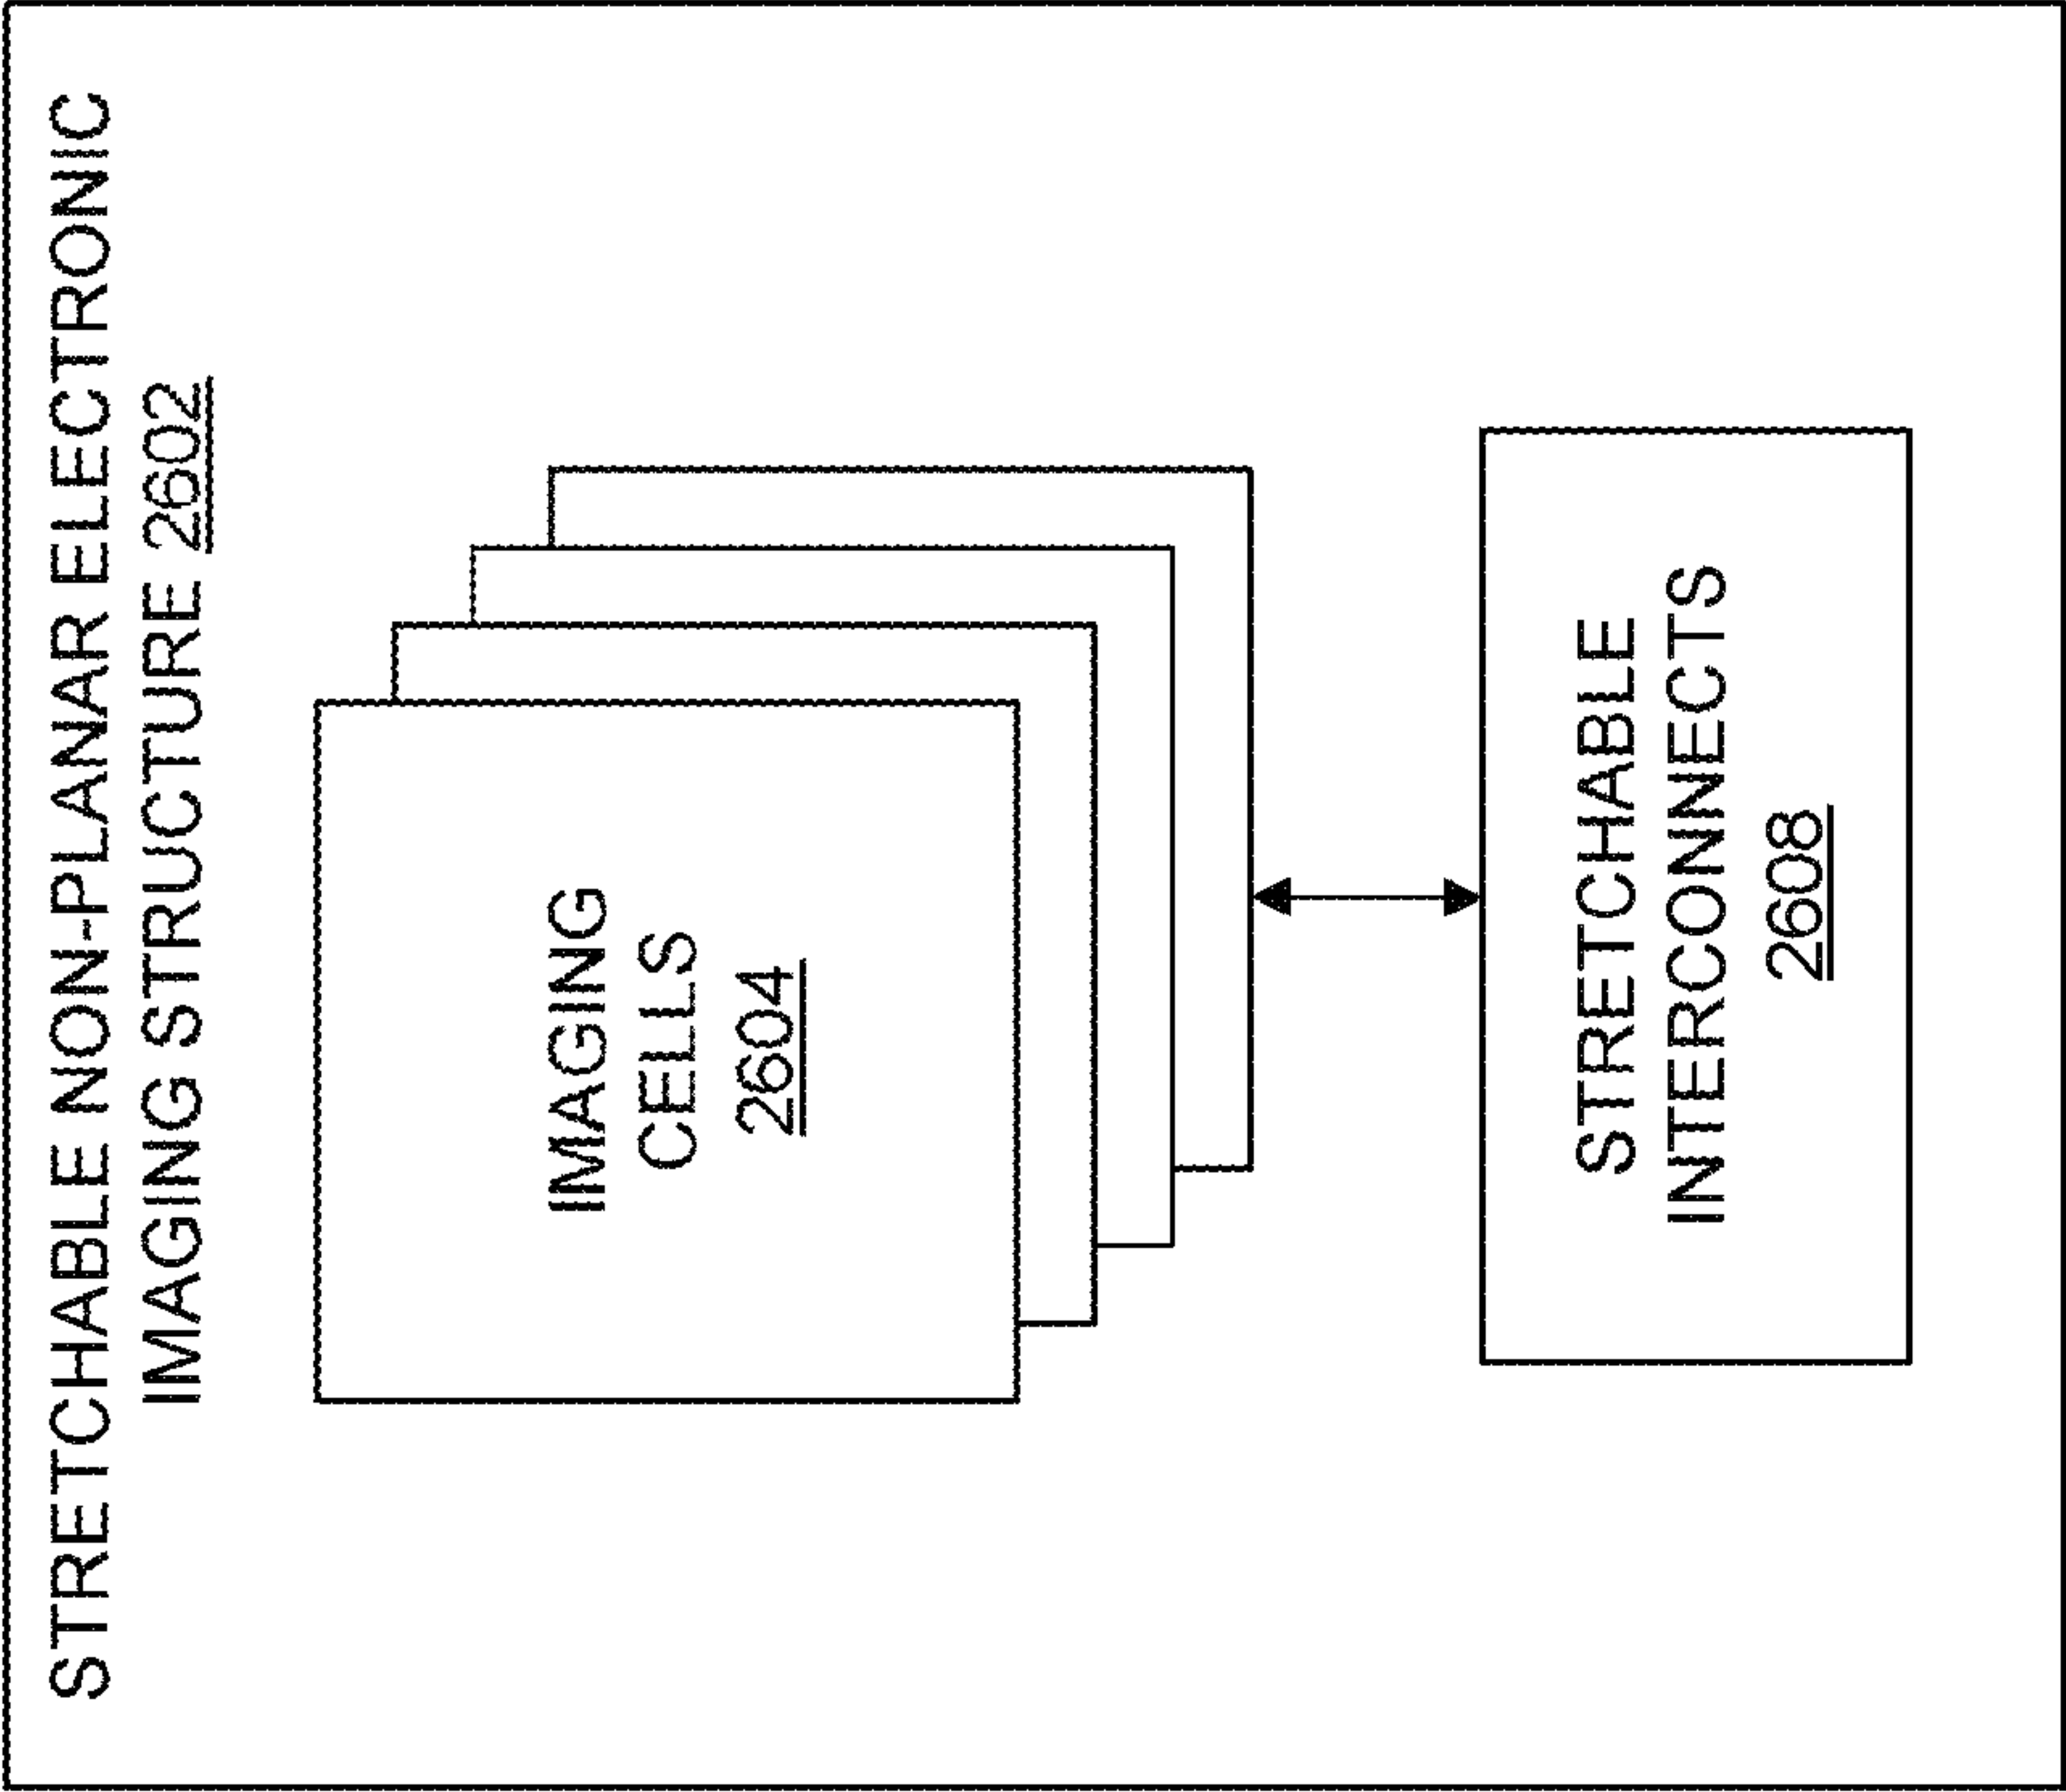 STRETCHABLE NON-PLANAR ELECTRONIC
IMAGING STRUCTURE 2602
IMAGING
CELLS
2604
STRETCHABLE
INTERCONNECTS
2608